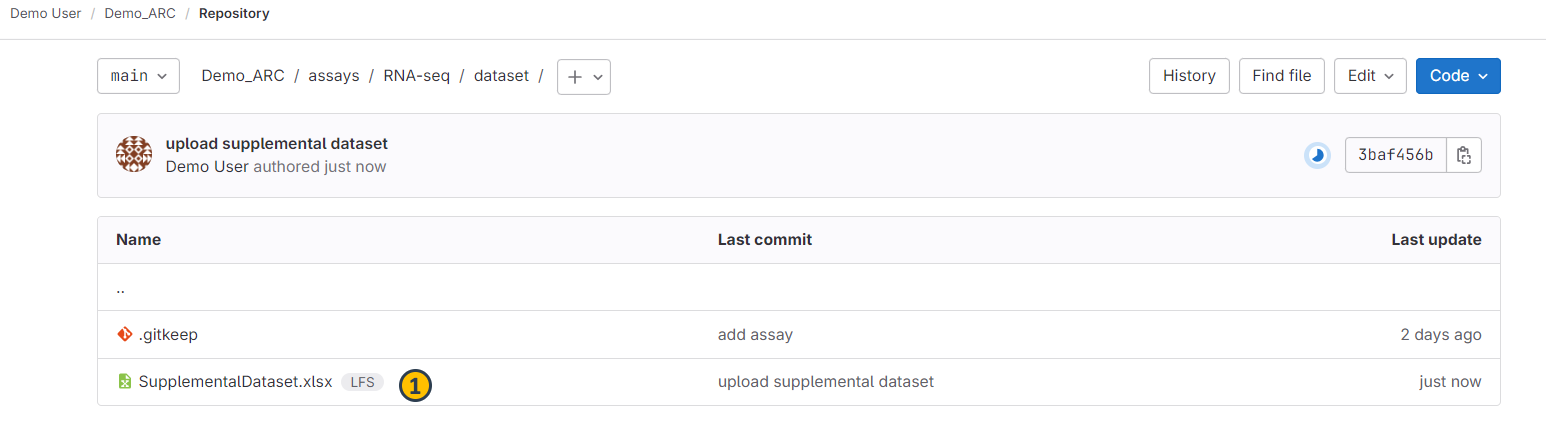 Demo User / Demo_ARC / Repository
main Demo_ARC / assays / RNA-seq / dataset / + History Find file Edit Code
upload supplemental dataset
Demo User authored just now
3baf456b
Name Last commit Last update
..
.gitkeep add assay 2 days ago
SupplementalDataset.xlsx LFS 1 upload supplemental dataset just now